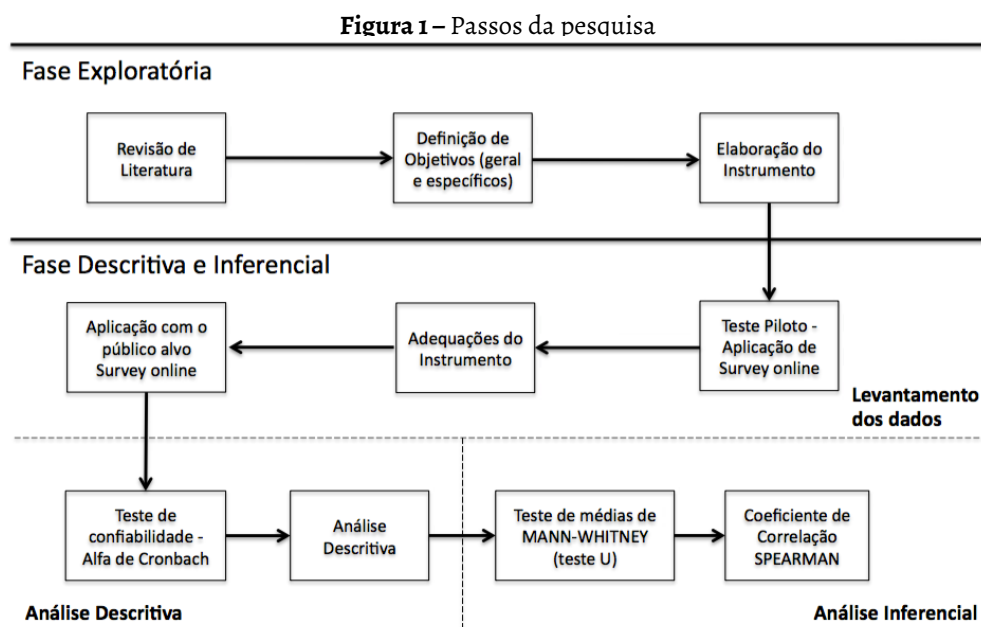 Figura 1 – Passos da pesquisa
Fase Exploratória
Revisão de
Literatura
Definição de
Objetivos (geral
e específicos)
Elaboração do
Instrumento
Fase Descritiva e Inferencial
Aplicação com o
público alvo
Survey online
Adequações do
Instrumento
Teste Piloto -
Aplicação de
Survey online
Levantamento
dos dados
Teste de
confiabilidade -
Alfa de Cronbach
Análise
Descritiva
Teste de médias de
MANN-WHITNEY
(teste U)
Coeficiente de
Correlação
SPEARMAN
Análise Descritiva
Análise Inferencial